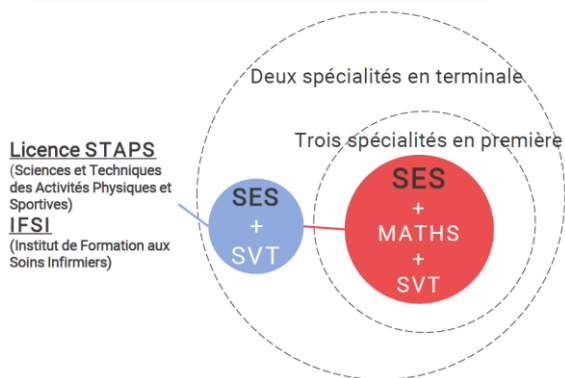 Deux spécialités en terminale
Trois spécialités en première
Licence STAPS
(Sciences et Techniques
des Activités Physiques et
Sportives)
IFSI
(Institut de Formation aux
Soins Infirmiers)
SES
+
SVT
SES
+
MATHS
+
SVT